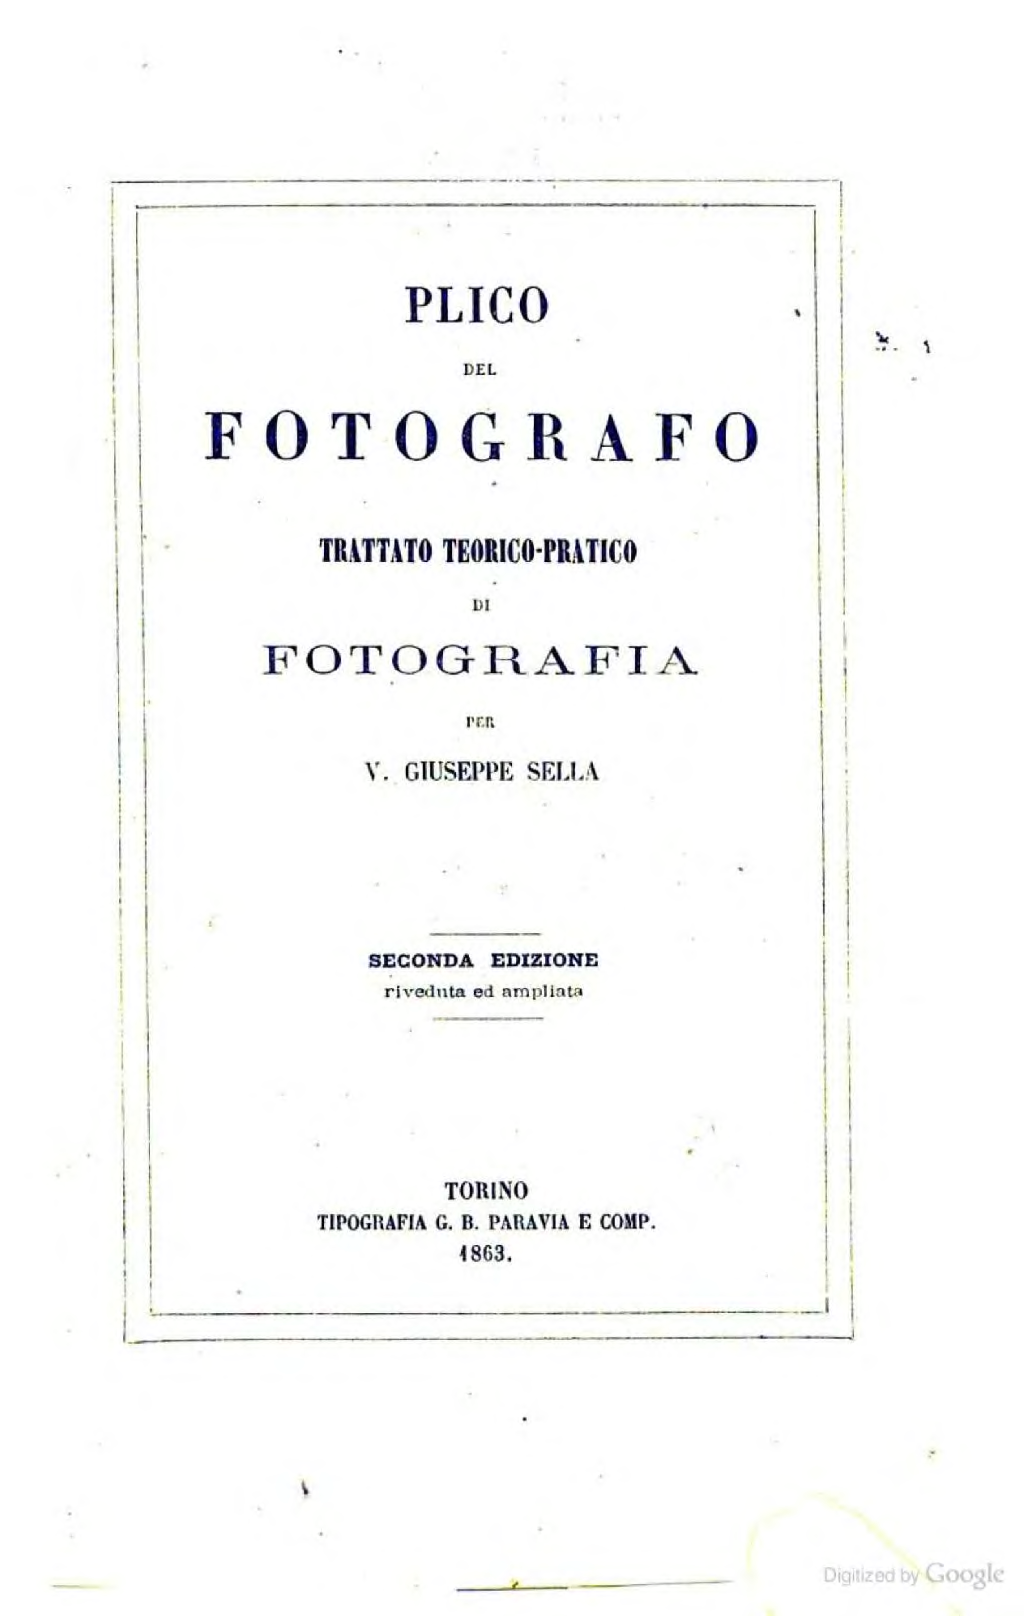 PLICO
DEL
FOTOGRAFO
TRATTATO TEORICO-PRATICO
DI
FOTOGRAFIA
PER
V. GIUSEPPE SELLA
SECONDA EDIZIONE
riveduta ed ampliata
TORINO
TIPOGRAFIA G. B. PARAVIA E COMP.
1863.
Digitized by Google